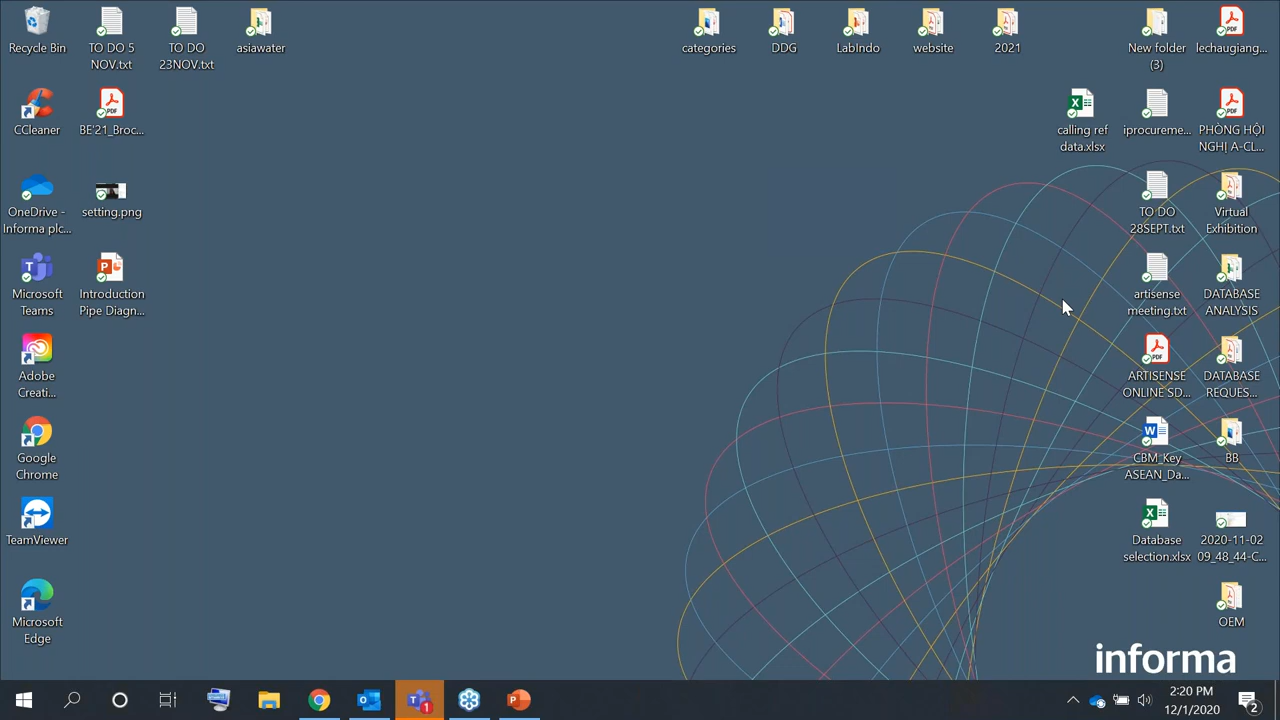 Recycle Bin
TO DO 5
NOV.txt
TO DO
23NOV.txt
asiawater
categories
DDG
LabIndo
website
2021
New folder
(3)
lechaugiang...
CCleaner
BE'21_Broc...
calling ref
data.xlsx
iprocureme...
PHÒNG HỘI
NGHỊ A-CL...
OneDrive -
Informa plc...
setting.png
TO DO
28SEPT.txt
Virtual
Exhibition
Microsoft
Teams
Introduction
Pipe Diagn...
artisense
meeting.txt
DATABASE
ANALYSIS
Adobe
Creati...
ARTISENSE
ONLINE SD...
DATABASE
REQUES...
Google
Chrome
CBM_Key
ASEAN_Da...
BB
TeamViewer
Database
selection.xlsx
2020-11-02
09_48_44-C...
Microsoft
Edge
OEM
informa
2:20 PM
12/1/2020
1
2